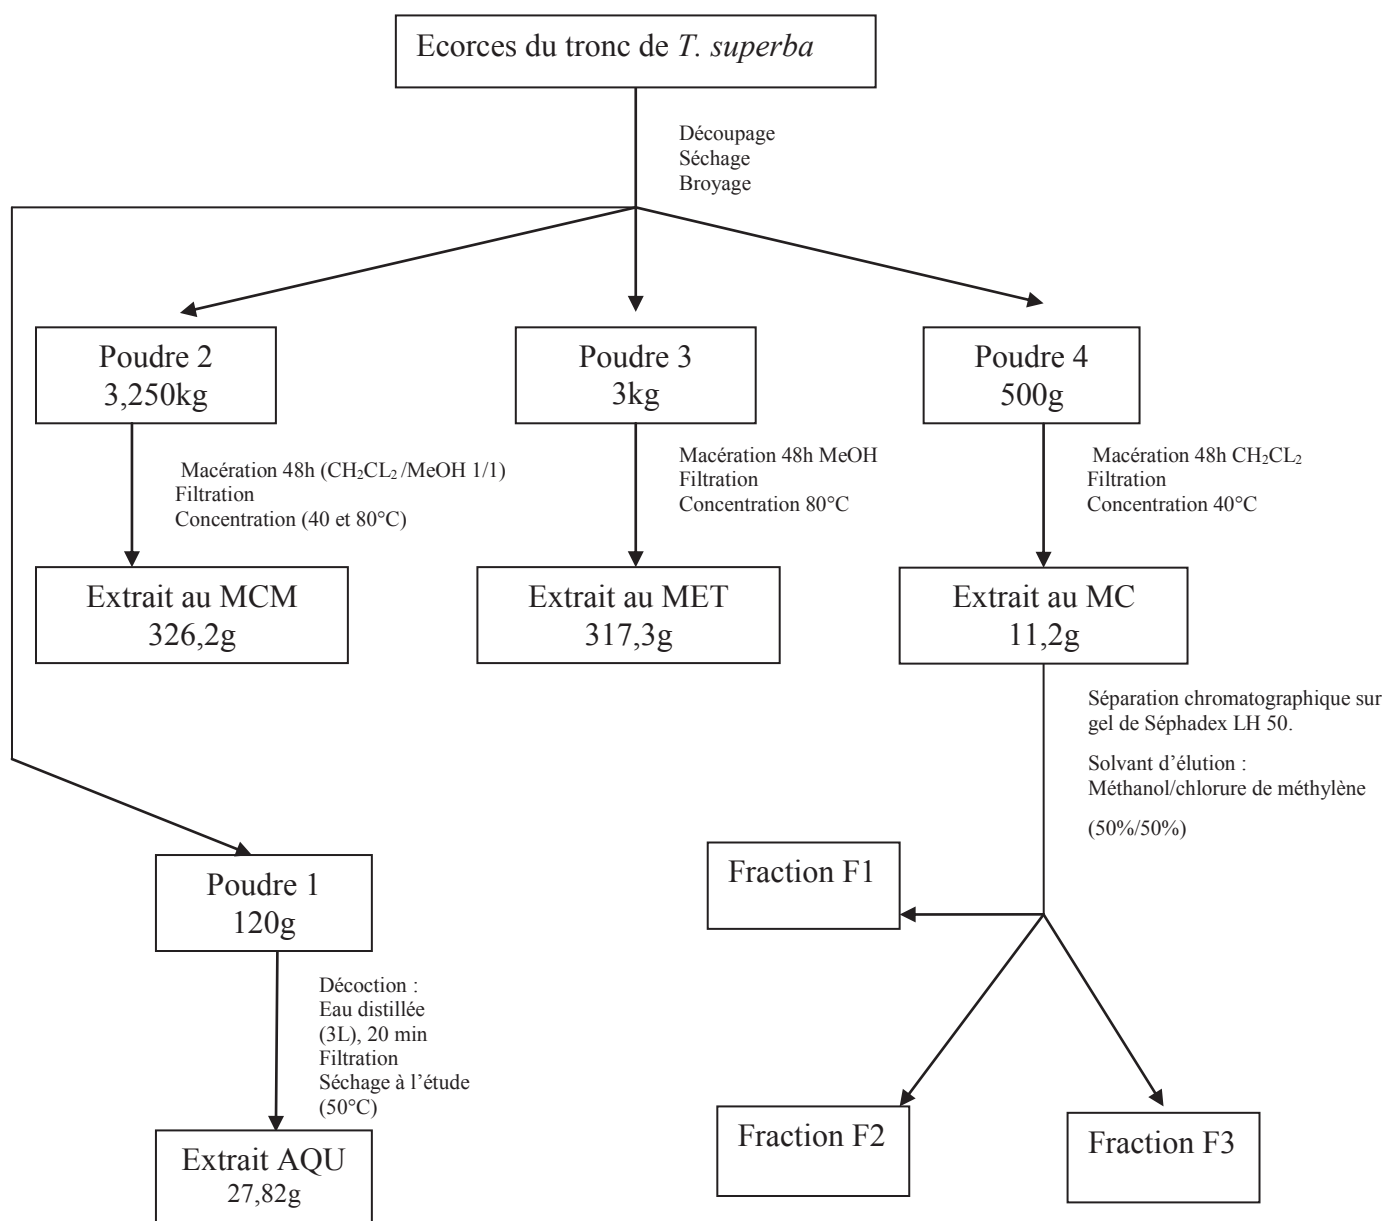 Ecorces du tronc de T. superba
Découpage
Séchage
Broyage
Poudre 2
3,250kg
Poudre 3
3kg
Poudre 4
500g
Macération 48h (CH₂CL₂ /MeOH 1/1)
Filtration
Concentration (40 et 80°C)
Macération 48h MeOH
Filtration
Concentration 80°C
Macération 48h CH₂CL₂
Filtration
Concentration 40°C
Extrait au MCM
326,2g
Extrait au MET
317,3g
Extrait au MC
11,2g
Séparation chromatographique sur
gel de Séphadex LH 50.
Solvant d’élution :
Méthanol/chlorure de méthylène
(50%/50%)
Poudre 1
120g
Fraction F1
Décoction :
Eau distillée
(3L), 20 min
Filtration
Séchage à l’étude
(50°C)
Extrait AQU
27,82g
Fraction F2
Fraction F3